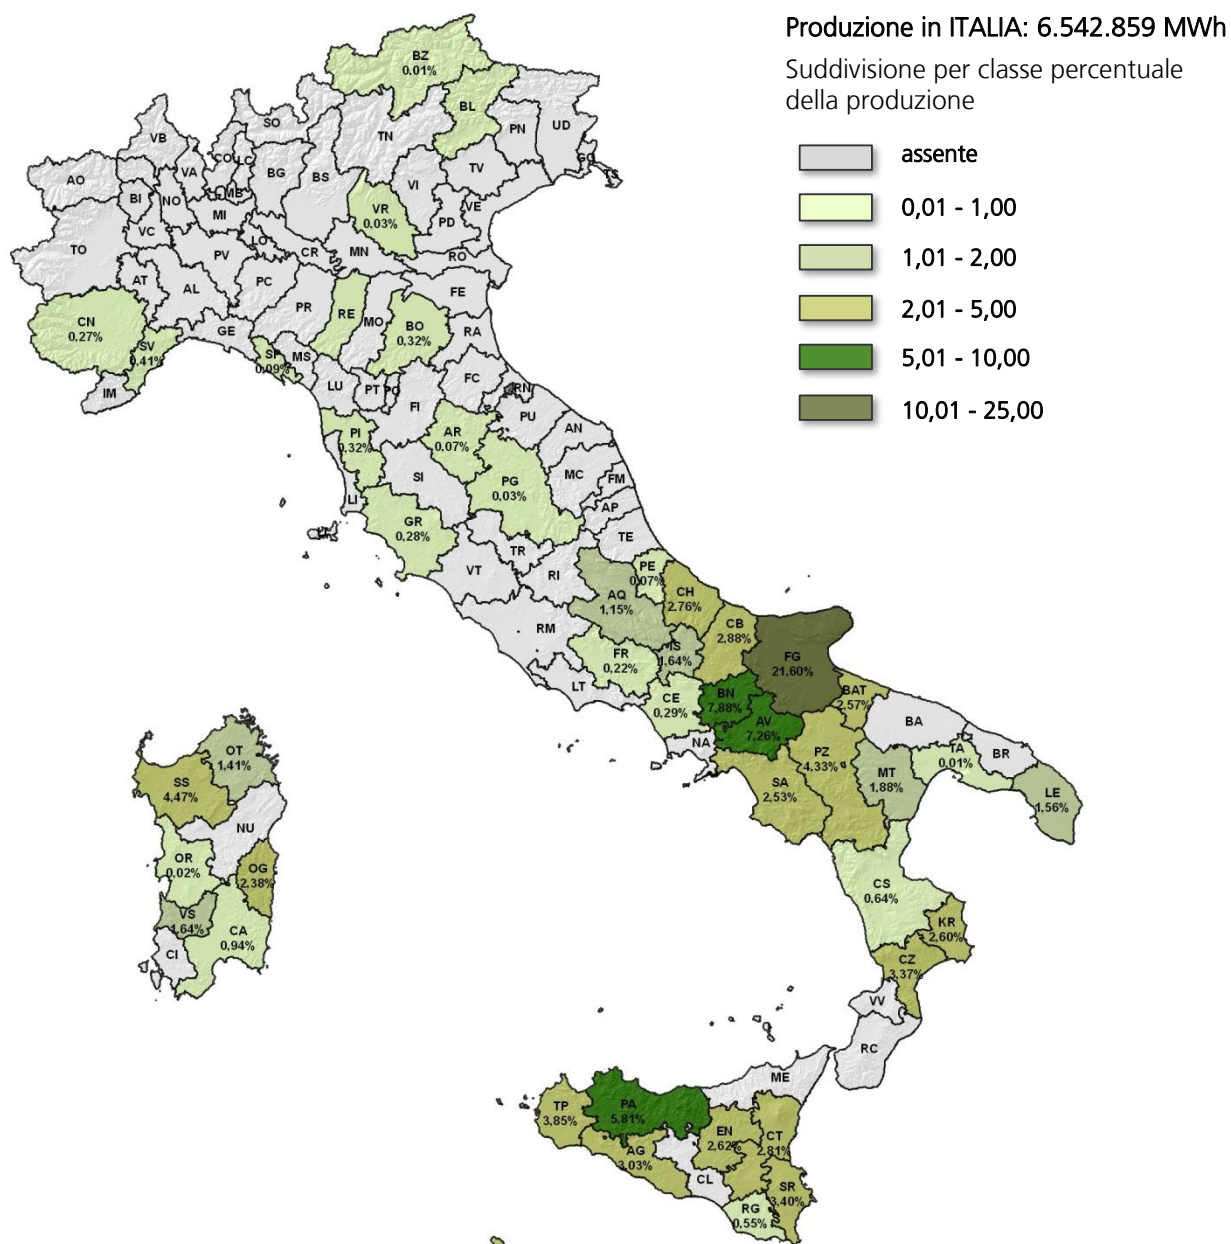 Produzione in ITALIA: 6.542.859 MWh
Suddivisione per classe percentuale
della produzione
assente
0,01 - 1,00
1,01 - 2,00
2,01 - 5,00
5,01 - 10,00
10,01 - 25,00
BZ
0.01%
BL
UD
PN
TN
SO
VB
CO
LC
GO
TS
AO
VA
BG
BS
VI
TV
BI
NO
MB
MI
VR
0.03%
PD
VE
VC
LO
TO
PV
CR
MN
RO
AT
AL
PC
PR
RE
MO
FE
CN
0.27%
GE
BO
0.32%
RA
SV
0.41%
SP
0.09%
MS
IM
LU
PT
PO
FC
RN
FI
PU
AN
PI
0.32%
AR
0.07%
SI
PG
0.03%
MC
FM
LI
AP
GR
0.28%
TE
TR
VT
RI
PE
0.07%
AQ
1.15%
CH
2.76%
RM
CB
2.88%
IS
1.64%
FR
0.22%
FG
21.60%
LT
CE
0.29%
BN
7.88%
BAT
2.57%
AV
7.26%
BA
NA
PZ
4.33%
TA
0.01%
BR
SA
2.53%
MT
1.88%
LE
1.56%
OT
1.41%
SS
4.47%
NU
OR
0.02%
OG
2.38%
VS
1.64%
CA
0.94%
CI
CS
0.64%
KR
2.60%
CZ
3.37%
VV
RC
ME
TP
3.85%
PA
5.81%
EN
2.62%
CT
2.81%
AG
3.03%
CL
SR
3.40%
RG
0.55%